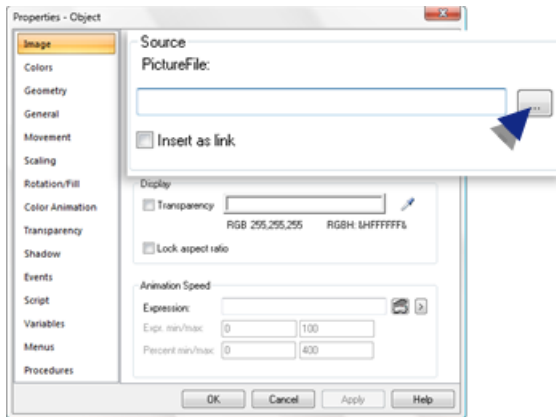 Properties - Object
Image
Colors
Geometry
General
Movement
Scaling
Rotation/Fill
Color Animation
Transparency
Shadow
Events
Script
Variables
Menus
Procedures
Source
PictureFile:
...
Insert as link
Display
Transparency
RGB 255,255,255 RGBH: &HFFFFFF&
Lock aspect ratio
Animation Speed
Expression: >
Expr. min/max: 0 100
Percent min/max: 0 400
OK Cancel Apply Help